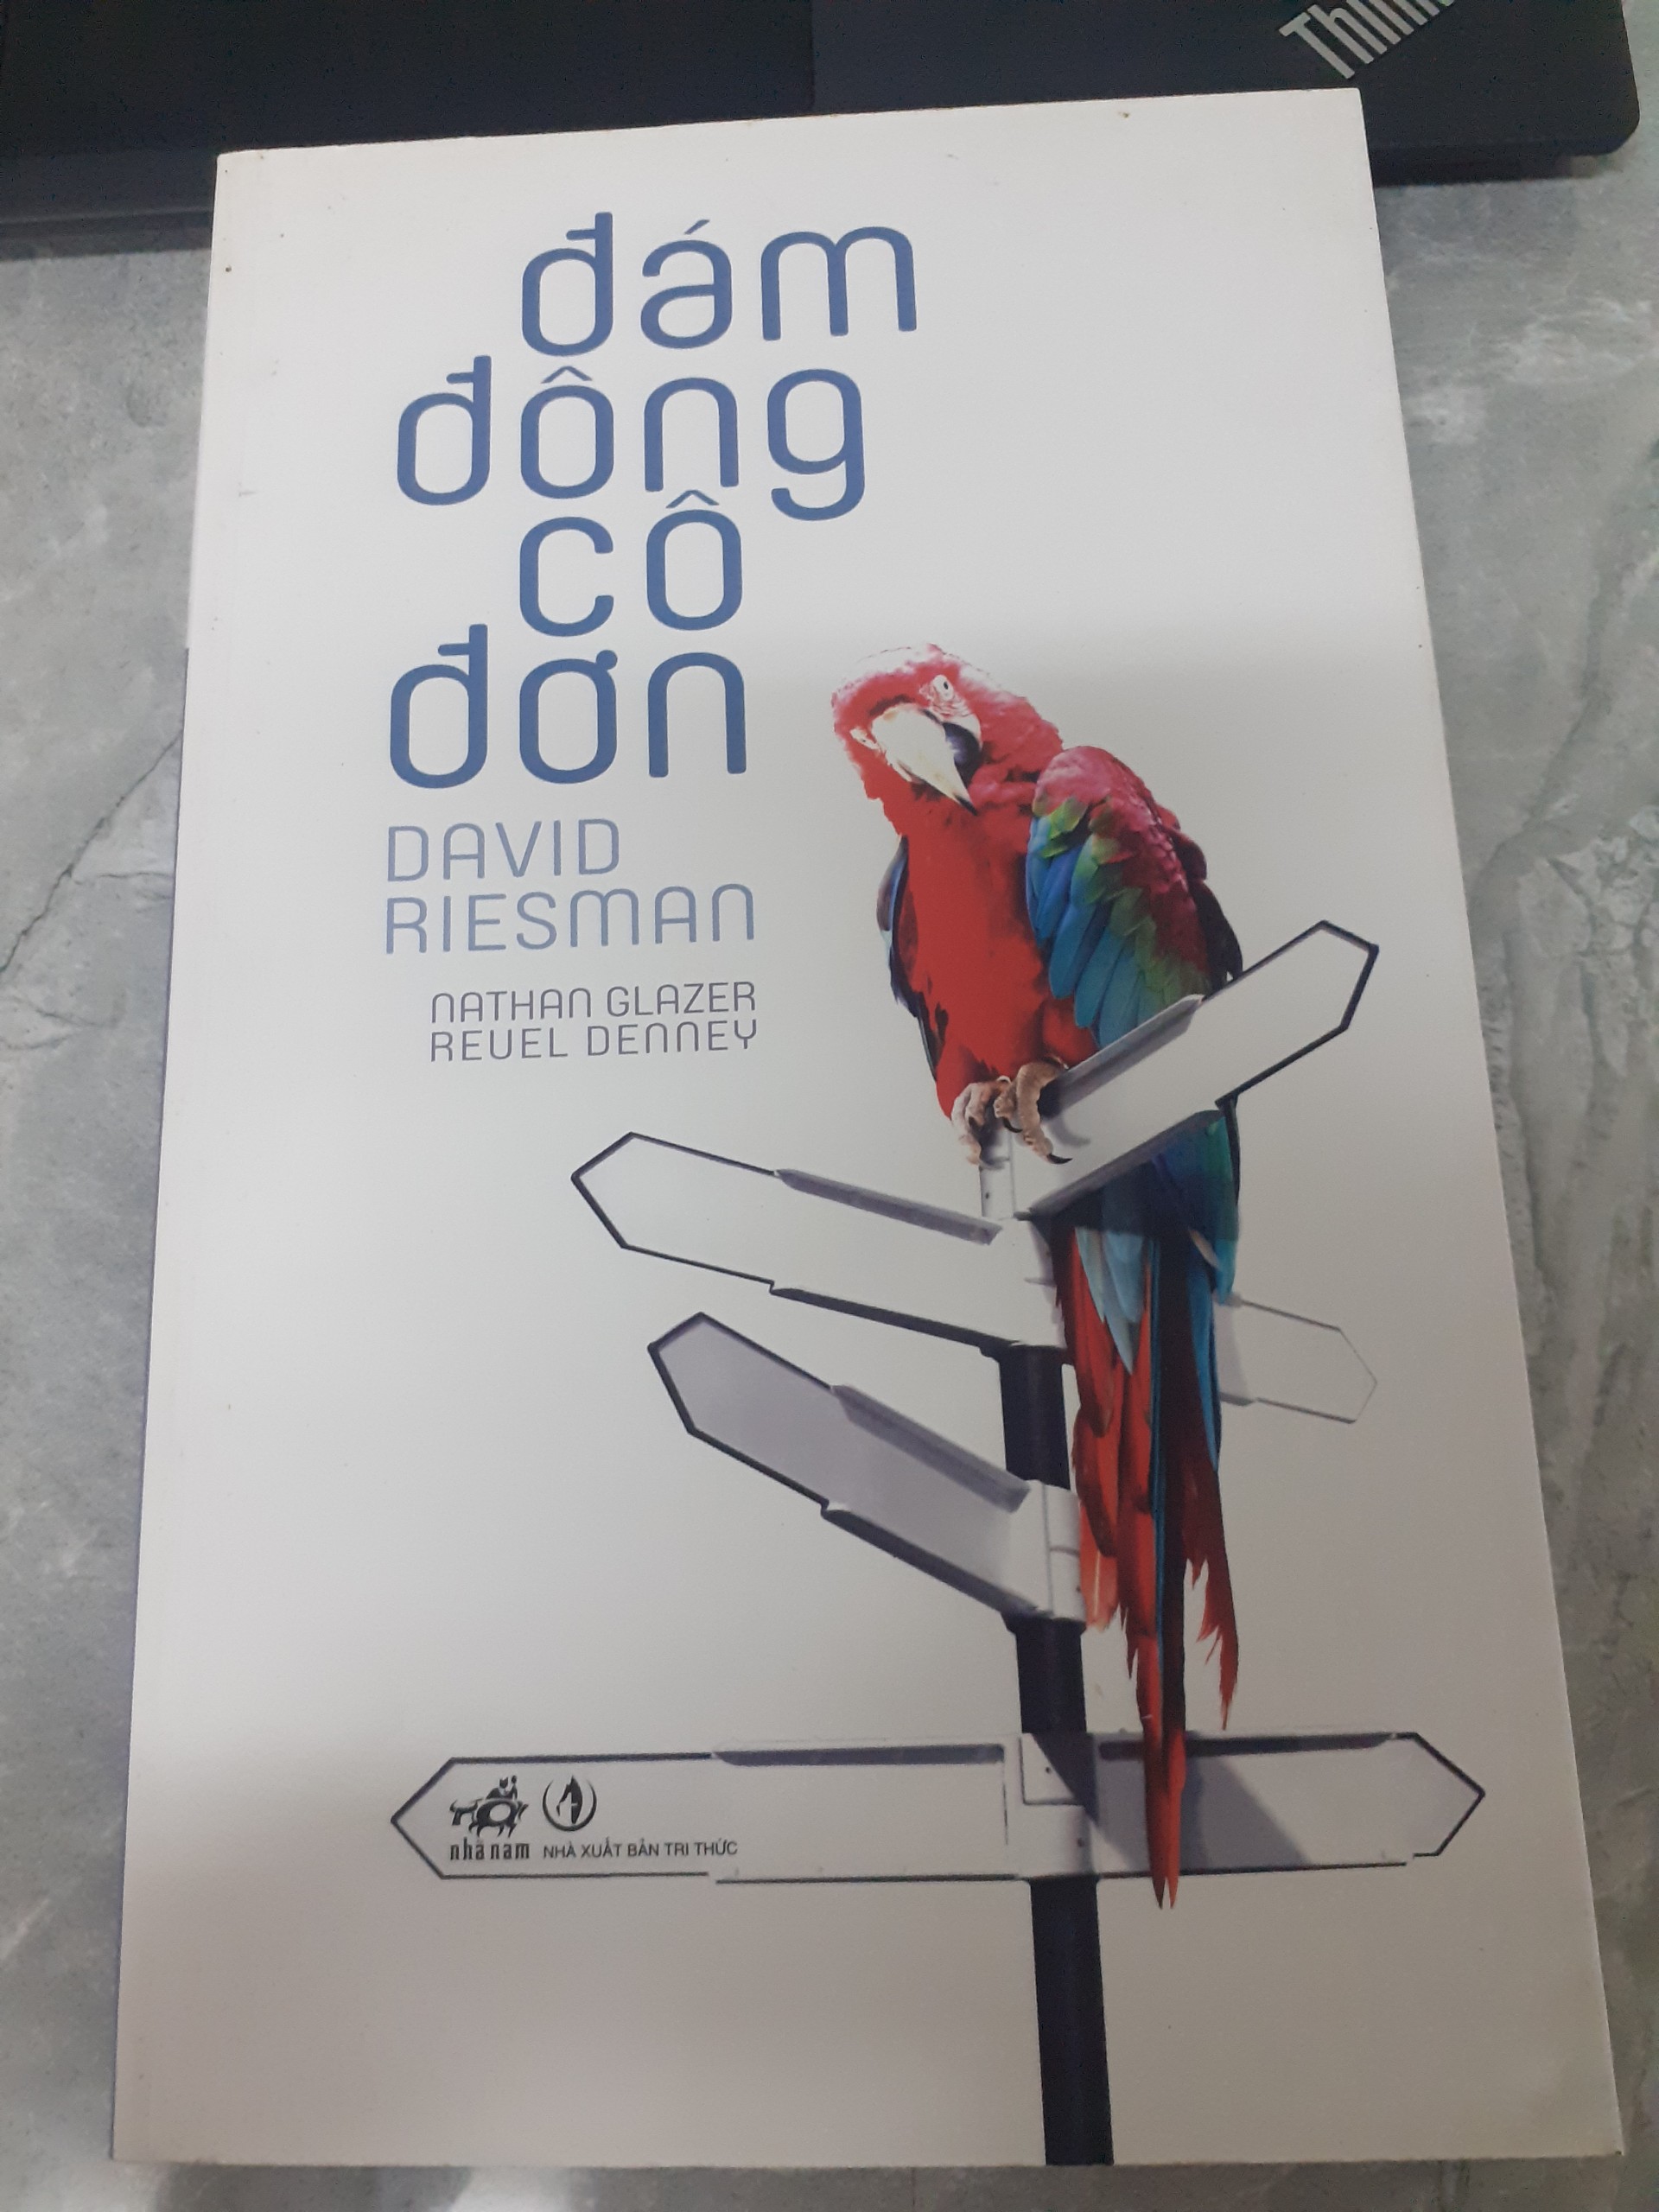 đám
đông
cô
đơn
DAVID
RIESMAN
NATHAN GLAZER
REUEL DENNEY
nhã nam NHÀ XUẤT BẢN TRI THỨC